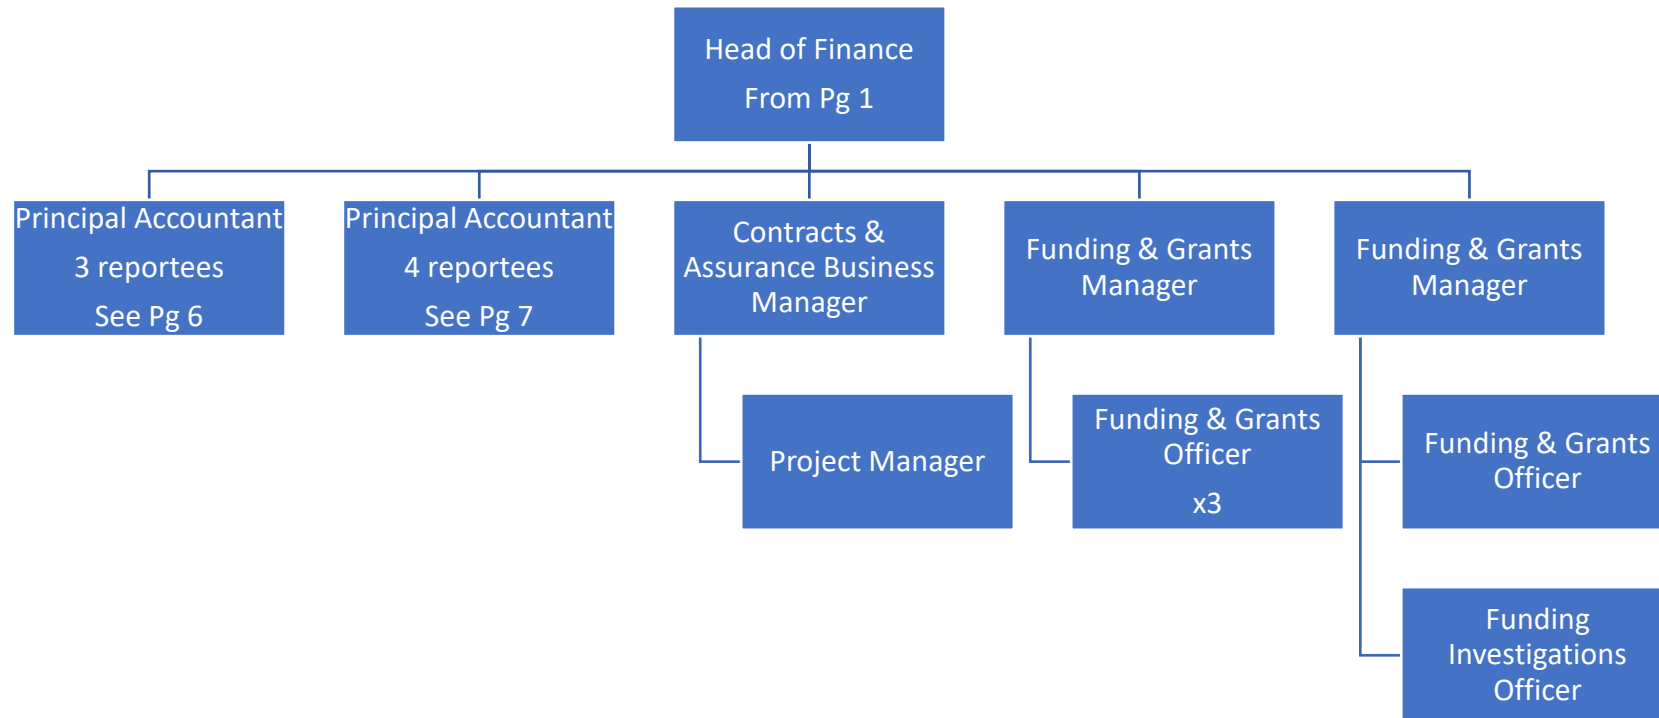 Head of Finance
From Pg 1
Principal Accountant
3 reportees
See Pg 6
Principal Accountant
4 reportees
See Pg 7
Contracts &
Assurance Business
Manager
Funding & Grants
Manager
Funding & Grants
Manager
Project Manager
Funding & Grants
Officer
x3
Funding & Grants
Officer
Funding
Investigations
Officer